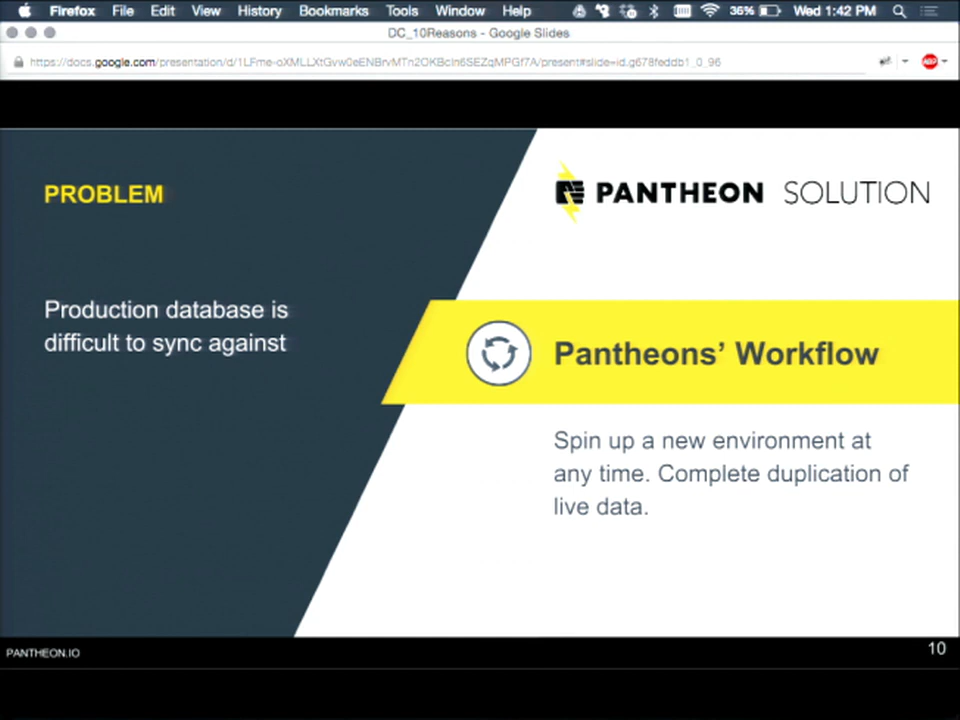 Firefox File Edit View History Bookmarks Tools Window Help 36% Wed 1:42 PM
DC_10Reasons - Google Slides
PROBLEM
PANTHEON SOLUTION
Production database is
difficult to sync against
Pantheons’ Workflow
Spin up a new environment at
any time. Complete duplication of
live data.
PANTHEON.IO
10